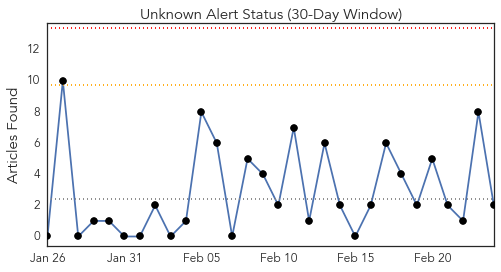 Unknown Alert Status (30-Day Window)
Articles Found
12
10
8
6
4
2
0
Jan 26 Jan 31 Feb 05 Feb 10 Feb 15 Feb 20